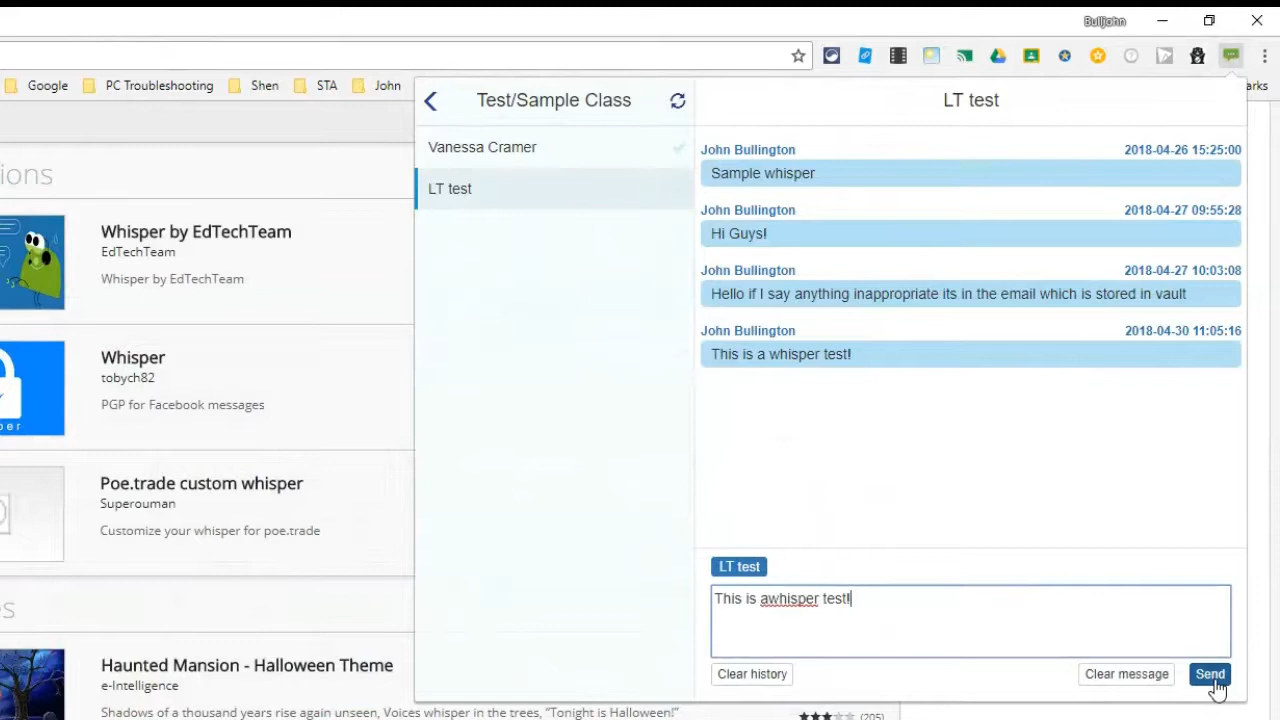 Bulljohn
Google
PC Troubleshooting
Shen
STA
John
arks
ions
Whisper by EdTechTeam
EdTechTeam
Whisper by EdTechTeam
per
Whisper
tobych82
PGP for Facebook messages
Poe.trade custom whisper
Superouman
Customize your whisper for poe.trade
es
Haunted Mansion - Halloween Theme
e-Intelligence
Shadows of a thousand years rise again unseen, Voices whisper in the trees, "Tonight is Halloween!"
(205)
Test/Sample Class
Vanessa Cramer
LT test
LT test
John Bullington 2018-04-26 15:25:00
Sample whisper
John Bullington 2018-04-27 09:55:28
Hi Guys!
John Bullington 2018-04-27 10:03:08
Hello if I say anything inappropriate its in the email which is stored in vault
John Bullington 2018-04-30 11:05:16
This is a whisper test!
LT test
This is awhisper test!
Clear history
Clear message
Send